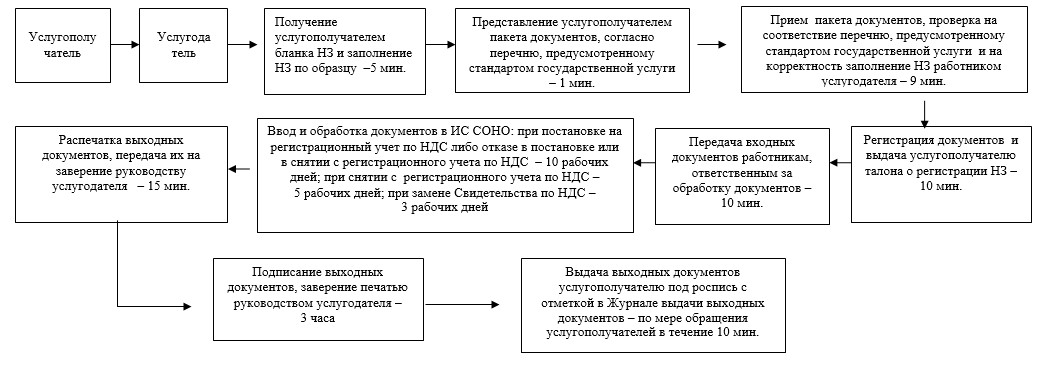 Услугополу
чатель
Услугода
тель
Получение
услугополучателем
бланка НЗ и заполнение
НЗ по образцу –5 мин.
Представление услугополучателем
пакета документов, согласно
перечню, предусмотренному
стандартом государственной услуги
– 1 мин.
Прием пакета документов, проверка на
соответствие перечню, предусмотренному
стандартом государственной услуги и на
корректность заполнение НЗ работником
услугодателя – 9 мин.
Регистрация документов и
выдача услугополучателю
талона о регистрации НЗ –
10 мин.
Передача входных
документов работникам,
ответственным за
обработку документов –
10 мин.
Ввод и обработка документов в ИС СОНО: при постановке на
регистрационный учет по НДС либо отказе в постановке или
в снятии с регистрационного учета по НДС – 10 рабочих
дней; при снятии с регистрационного учета по НДС –
5 рабочих дней; при замене Свидетельства по НДС –
3 рабочих дней
Распечатка выходных
документов, передача их на
заверение руководству
услугодателя – 15 мин.
Подписание выходных
документов, заверение печатью
руководством услугодателя –
3 часа
Выдача выходных документов
услугополучателю под роспись с
отметкой в Журнале выдачи выходных
документов – по мере обращения
услугополучателей в течение 10 мин.